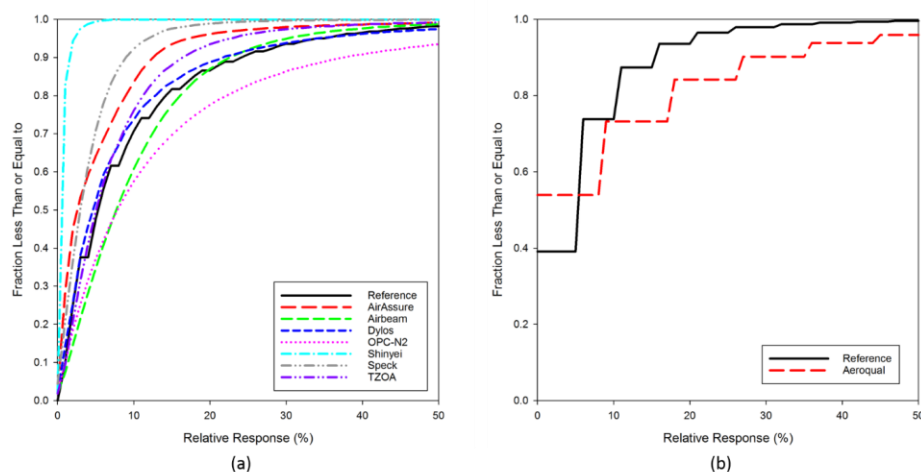 Fraction Less Than or Equal to
1.0
0.9
0.8
0.7
0.6
0.5
0.4
0.3
0.2
0.1
0.0
Reference
AirAssure
Airbeam
Dylos
OPC-N2
Shinyei
Speck
TZOA
0 10 20 30 40 50
Relative Response (%)
(a)
Fraction Less Than or Equal to
1.0
0.8
0.6
0.4
0.2
0.0
Reference
Aeroqual
0 10 20 30 40 50
Relative Response (%)
(b)